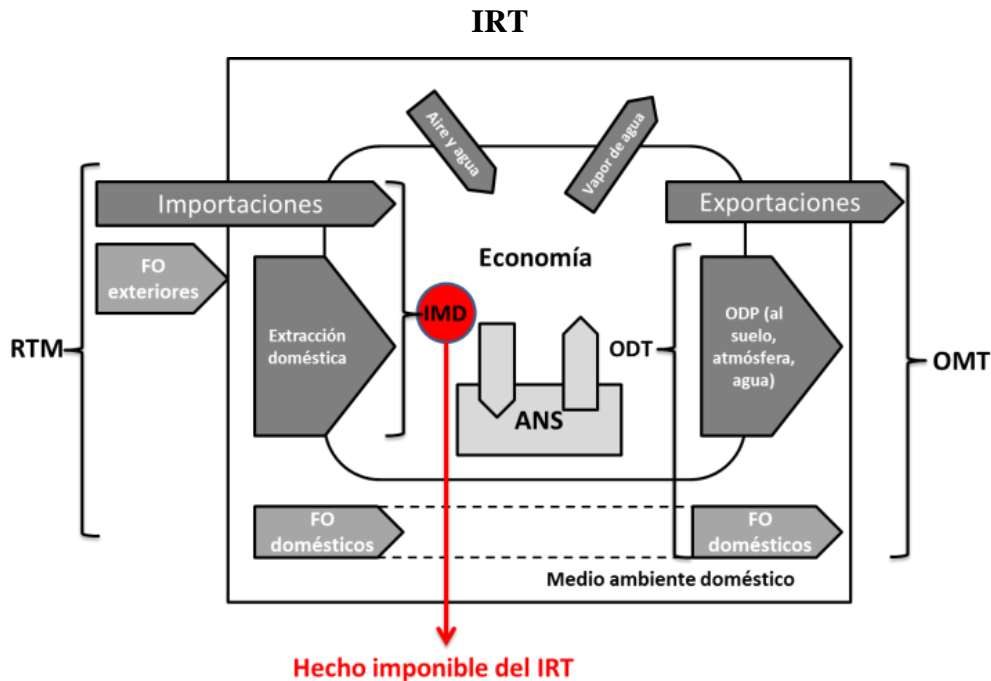 IRT
Aire y agua
Vapor de agua
Importaciones
Exportaciones
FO
exteriores
Economía
RTM
Extracción
doméstica
IMD
ODT
ODP (al
suelo,
atmósfera,
agua)
OMT
ANS
FO
domésticos
FO
domésticos
Medio ambiente doméstico
Hecho imponible del IRT